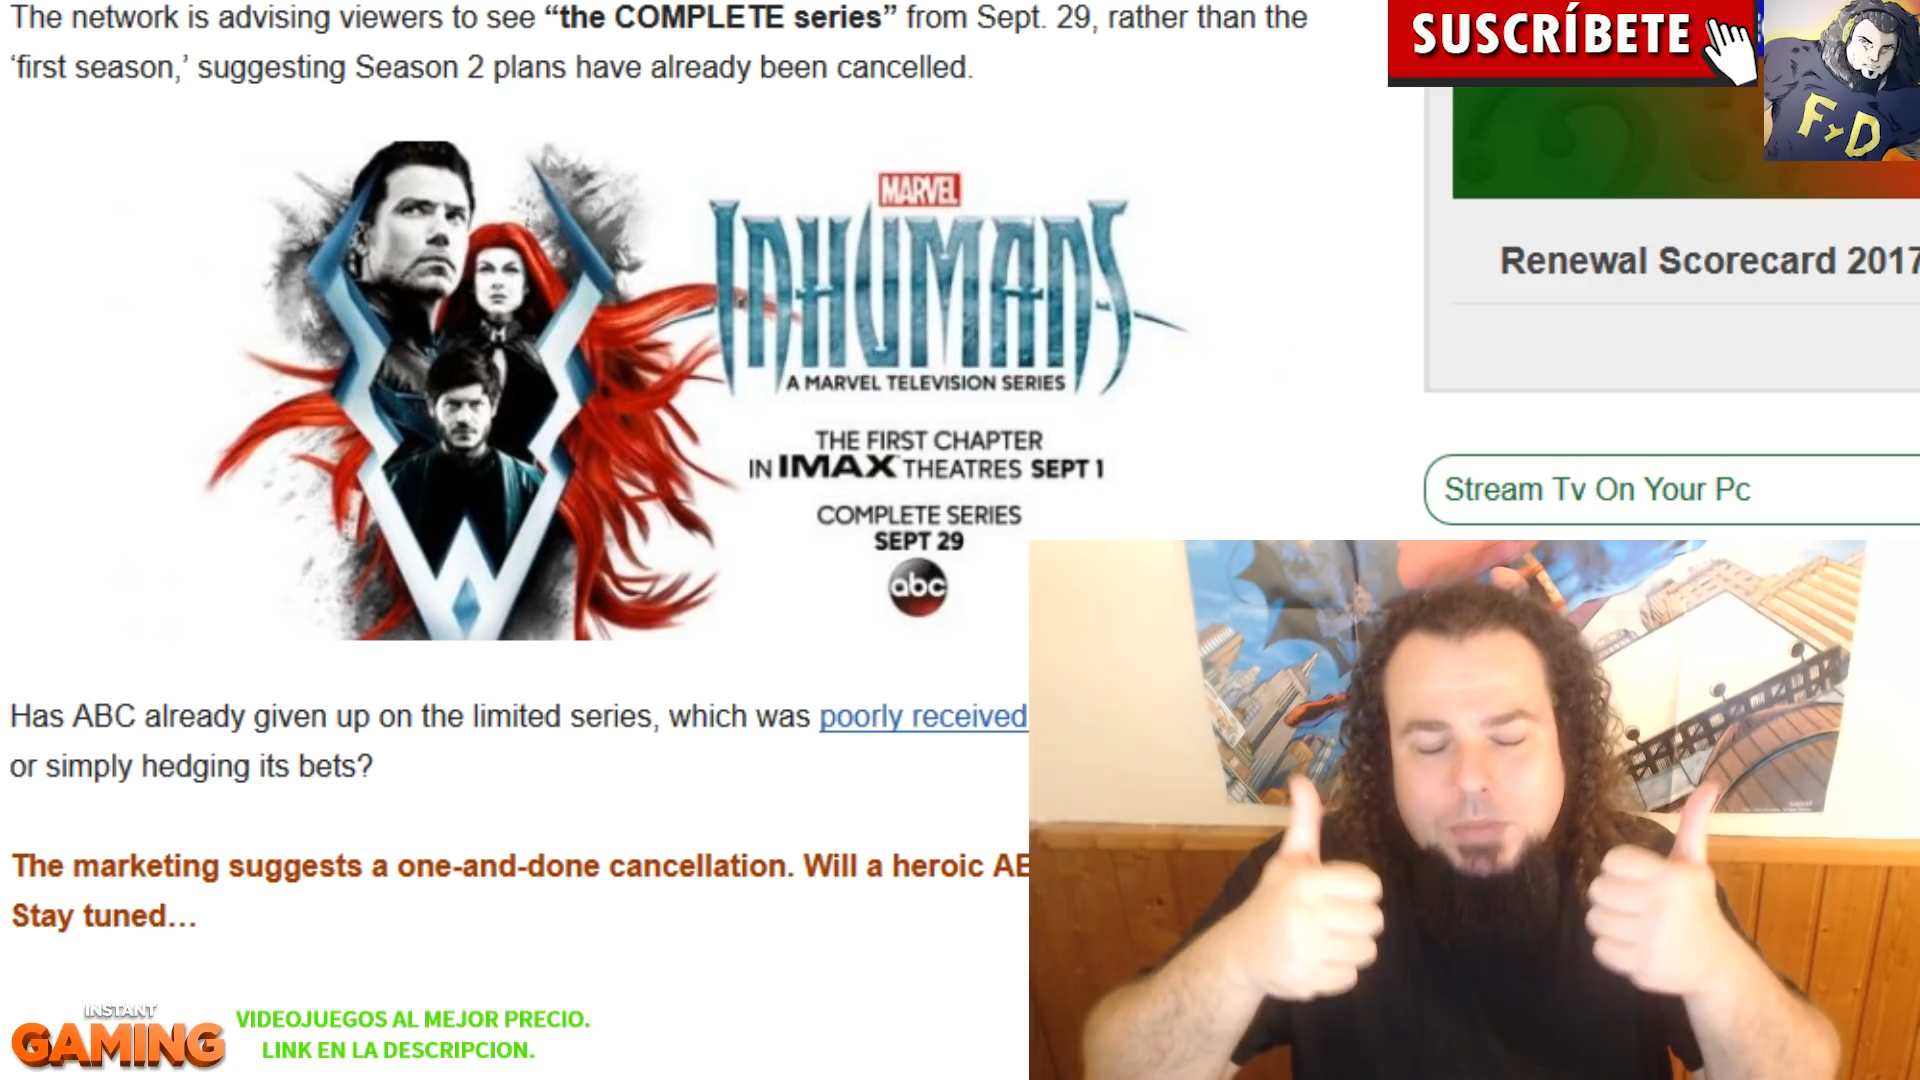 The network is advising viewers to see “the COMPLETE series” from Sept. 29, rather than the
‘first season,’ suggesting Season 2 plans have already been cancelled.
SUSCRÍBETE
F y D
MARVEL
INHUMANS
A MARVEL TELEVISION SERIES
THE FIRST CHAPTER
IN IMAX THEATRES SEPT 1
COMPLETE SERIES
SEPT 29
abc
Renewal Scorecard 2017
Stream Tv On Your Pc
Has ABC already given up on the limited series, which was poorly received
or simply hedging its bets?
The marketing suggests a one-and-done cancellation. Will a heroic
Stay tuned…
INSTANT
GAMING
VIDEOJUEGOS AL MEJOR PRECIO.
LINK EN LA DESCRIPCION.